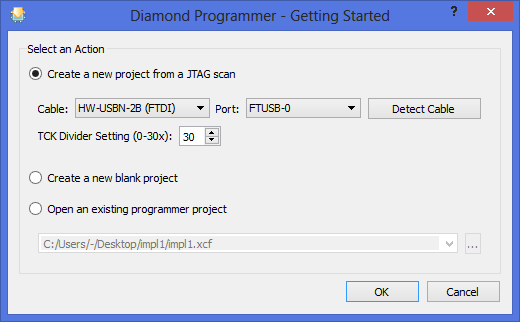 Diamond Programmer - Getting Started
Select an Action
Create a new project from a JTAG scan
Cable: HW-USBN-2B (FTDI) Port: FTUSB-0 Detect Cable
TCK Divider Setting (0-30x): 30
Create a new blank project
Open an existing programmer project
C:/Users/-/Desktop/impl1/impl1.xcf ...
OK Cancel